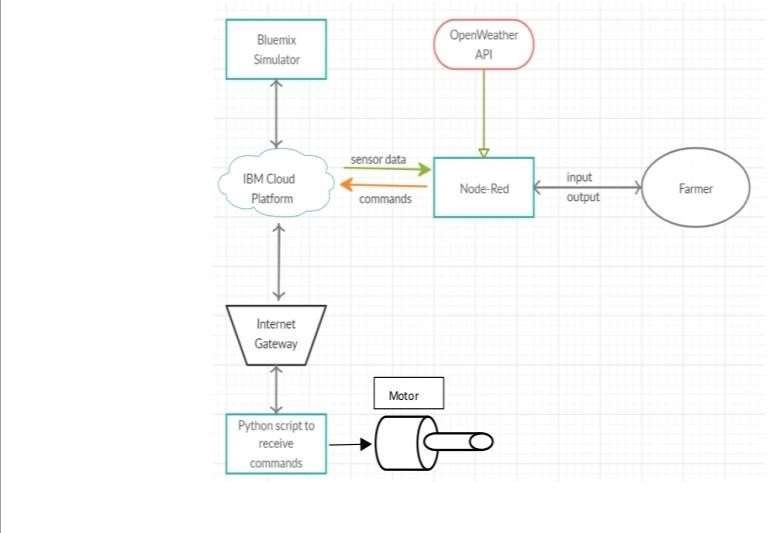 Bluemix
Simulator
OpenWeather
API
sensor data
IBM Cloud
Platform
commands
Node-Red
input
output
Farmer
Internet
Gateway
Motor
Python script to
receive
commands